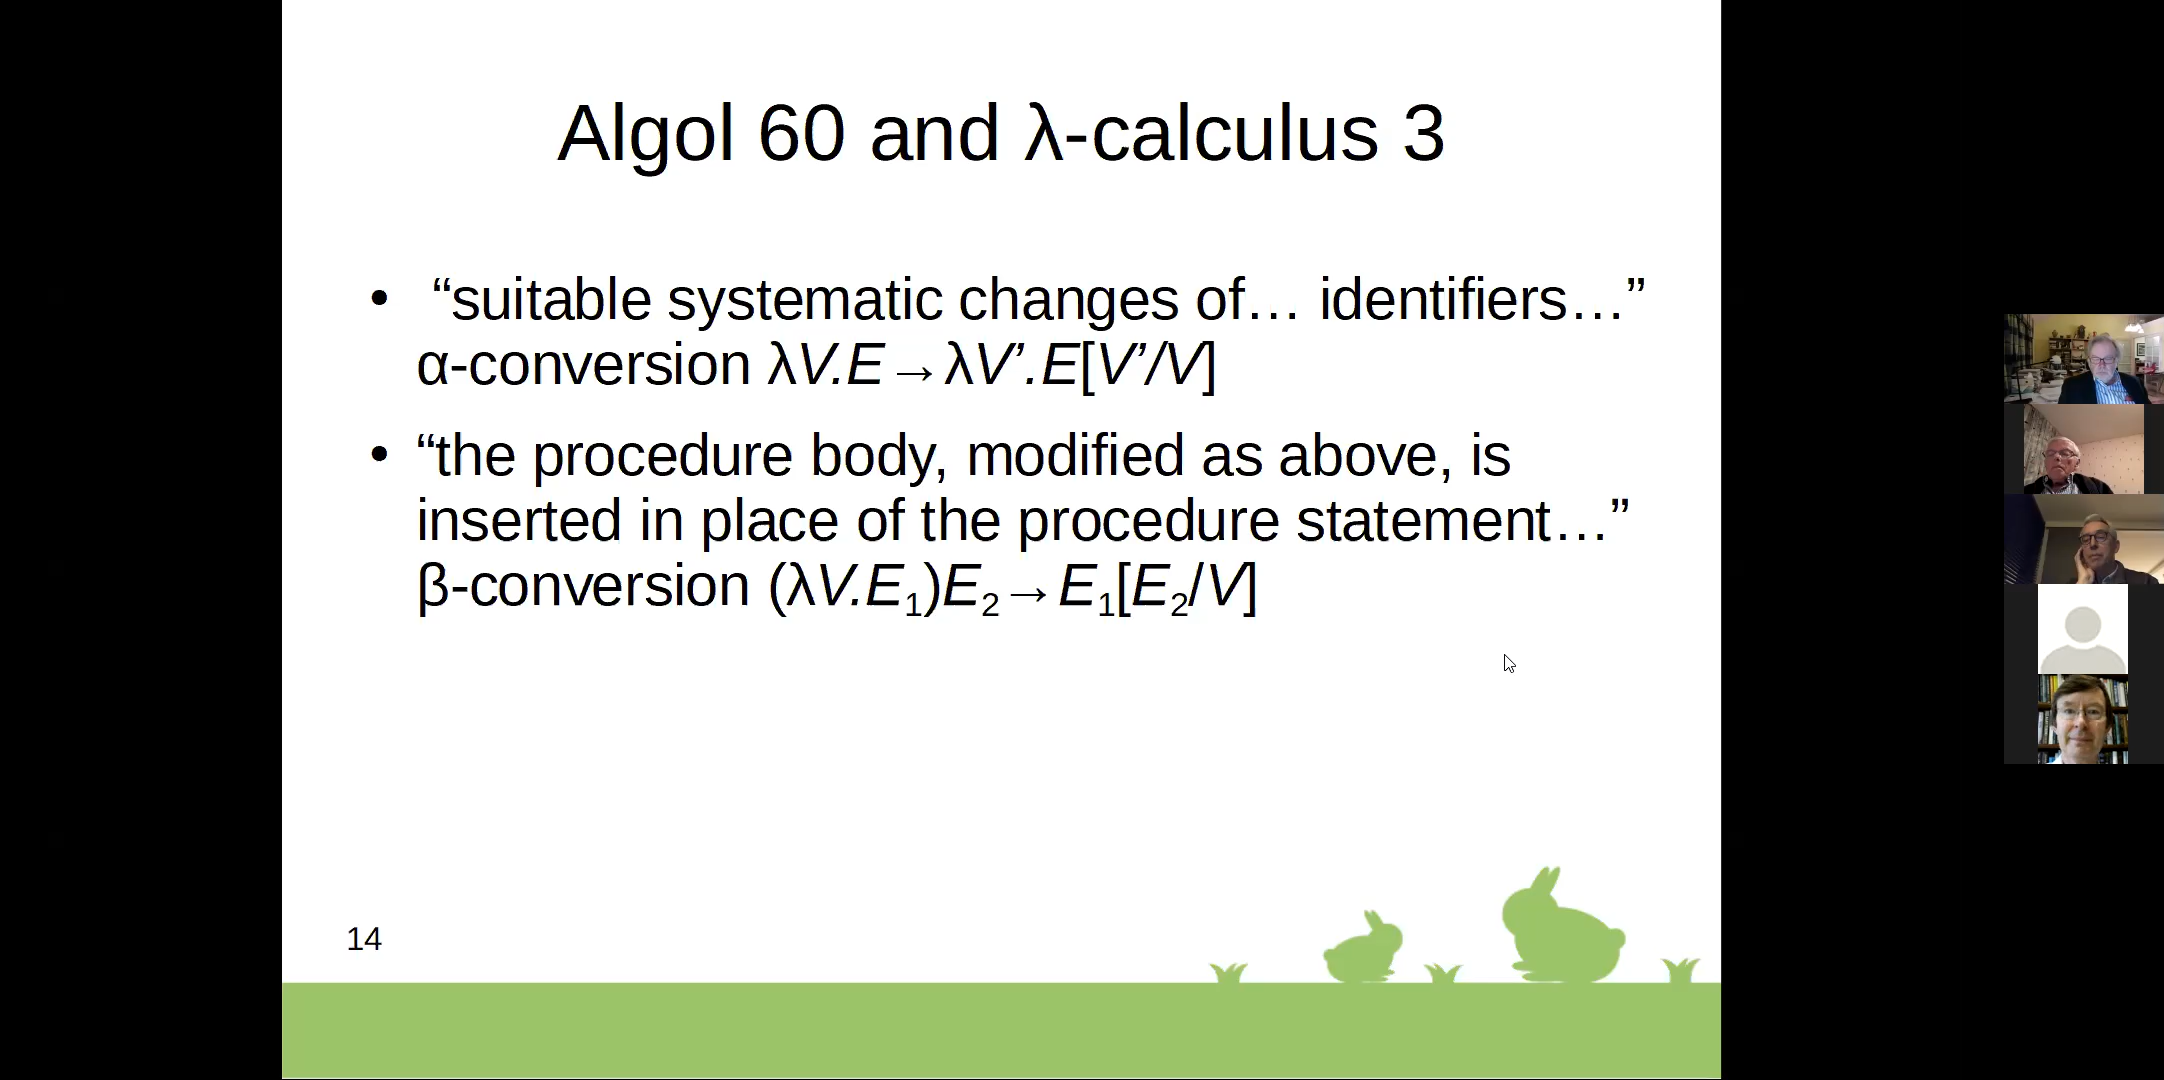 Algol 60 and λ-calculus 3
• “suitable systematic changes of… identifiers…”
α-conversion λV.E→λV’.E[V’/V]
• “the procedure body, modified as above, is
inserted in place of the procedure statement…”
β-conversion (λV.E₁)E₂→E₁[E₂/V]
14